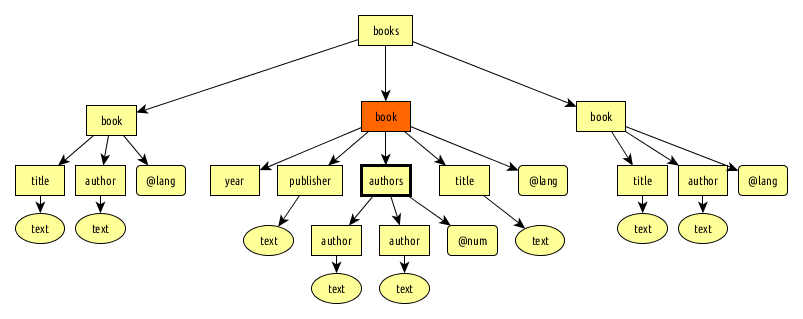 books
book
book
book
title
author
@lang
year
publisher
authors
title
@lang
title
author
@lang
text
text
text
author
author
@num
text
text
text
text
text